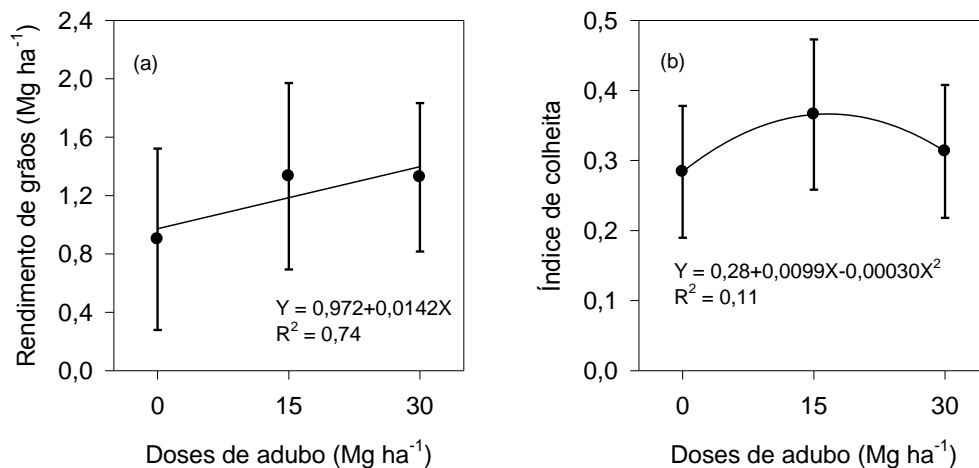 (a)
Rendimento de grãos (Mg ha⁻¹)
2,4
2,0
1,6
1,2
0,8
0,4
0,0
Y = 0,972+0,0142X
R² = 0,74
0 15 30
Doses de adubo (Mg ha⁻¹)
(b)
Índice de colheita
0,5
0,4
0,3
0,2
0,1
0,0
Y = 0,28+0,0099X-0,00030X²
R² = 0,11
0 15 30
Doses de adubo (Mg ha⁻¹)